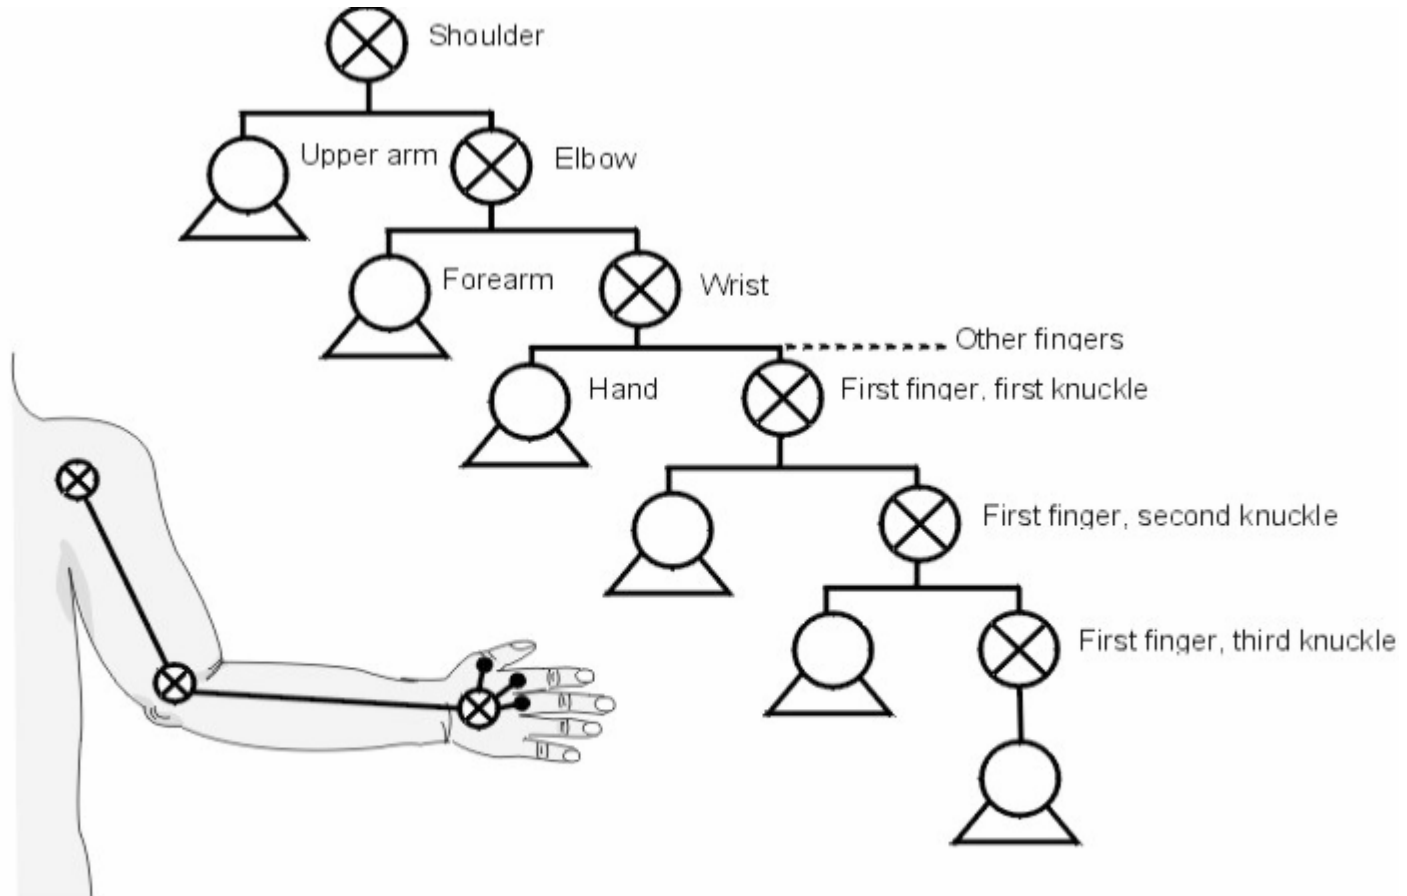 Shoulder
Upper arm
Elbow
Forearm
Wrist
Other fingers
Hand
First finger, first knuckle
First finger, second knuckle
First finger, third knuckle